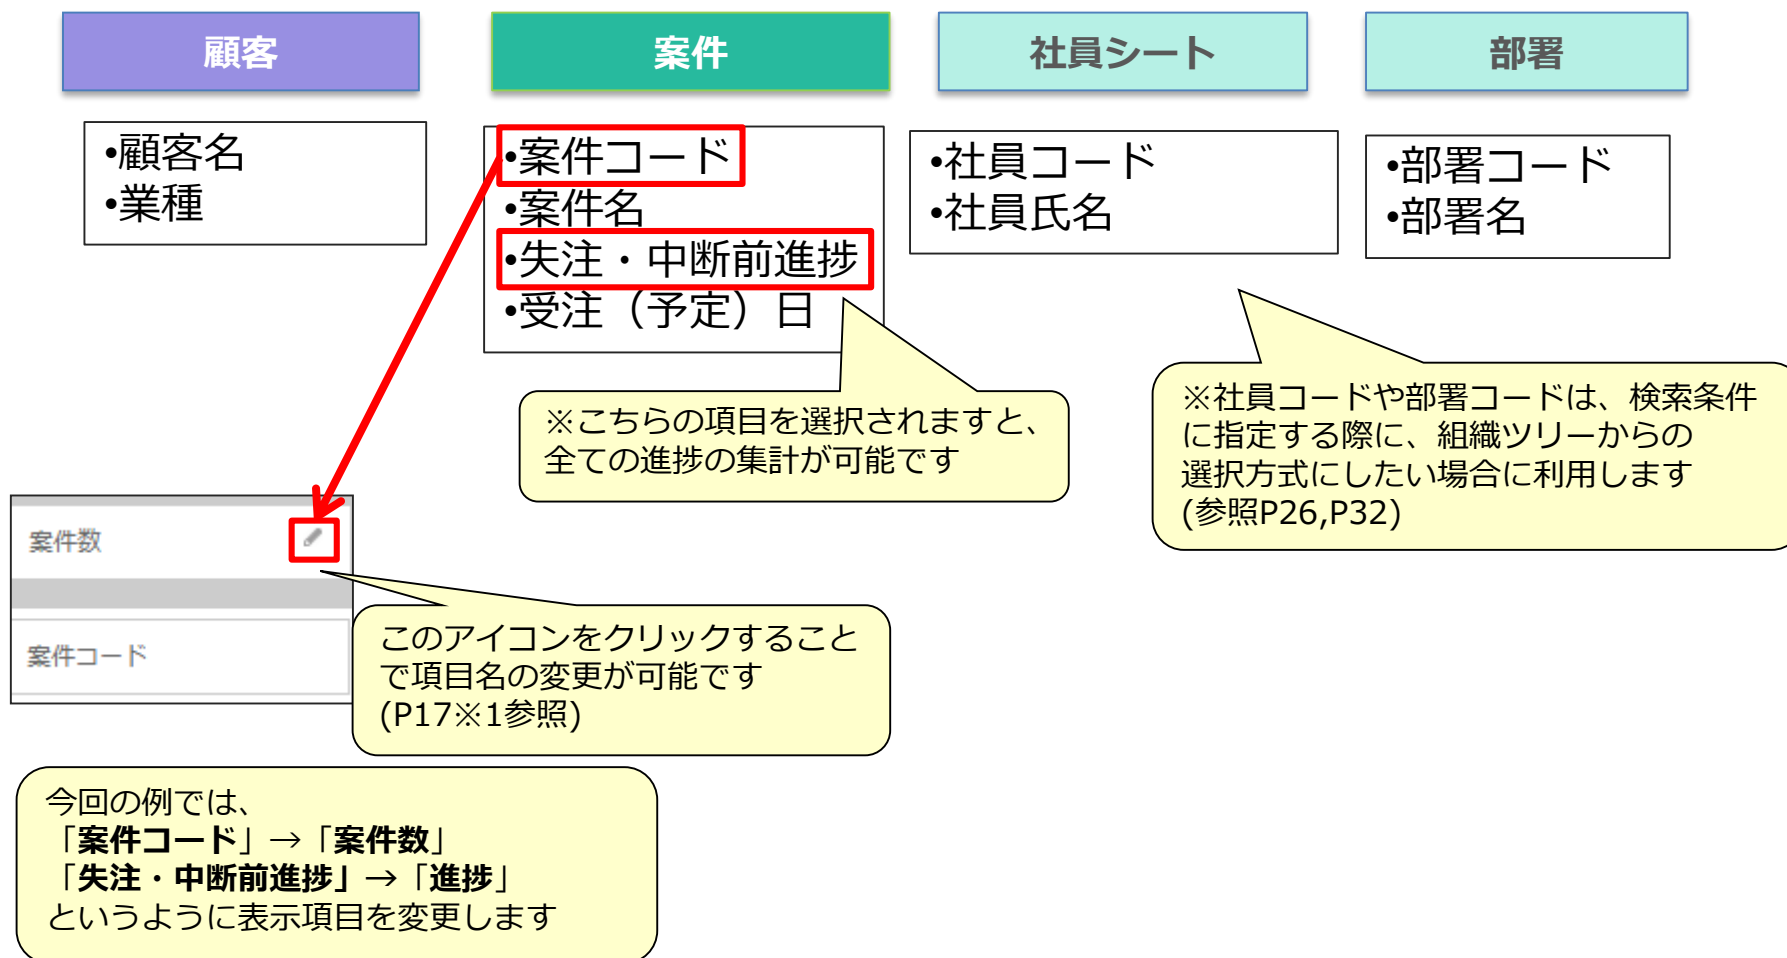 顧客
案件
社員シート
部署
•顧客名
•業種
•案件コード
•案件名
•失注・中断前進捗
•受注（予定）日
•社員コード
•社員氏名
•部署コード
•部署名
※こちらの項目を選択されますと、
全ての進捗の集計が可能です
※社員コードや部署コードは、検索条件
に指定する際に、組織ツリーからの
選択方式にしたい場合に利用します
(参照P26,P32)
案件数
案件コード
このアイコンをクリックすること
で項目名の変更が可能です
(P17※1参照)
今回の例では、
「案件コード」→「案件数」
「失注・中断前進捗」→「進捗」
というように表示項目を変更します